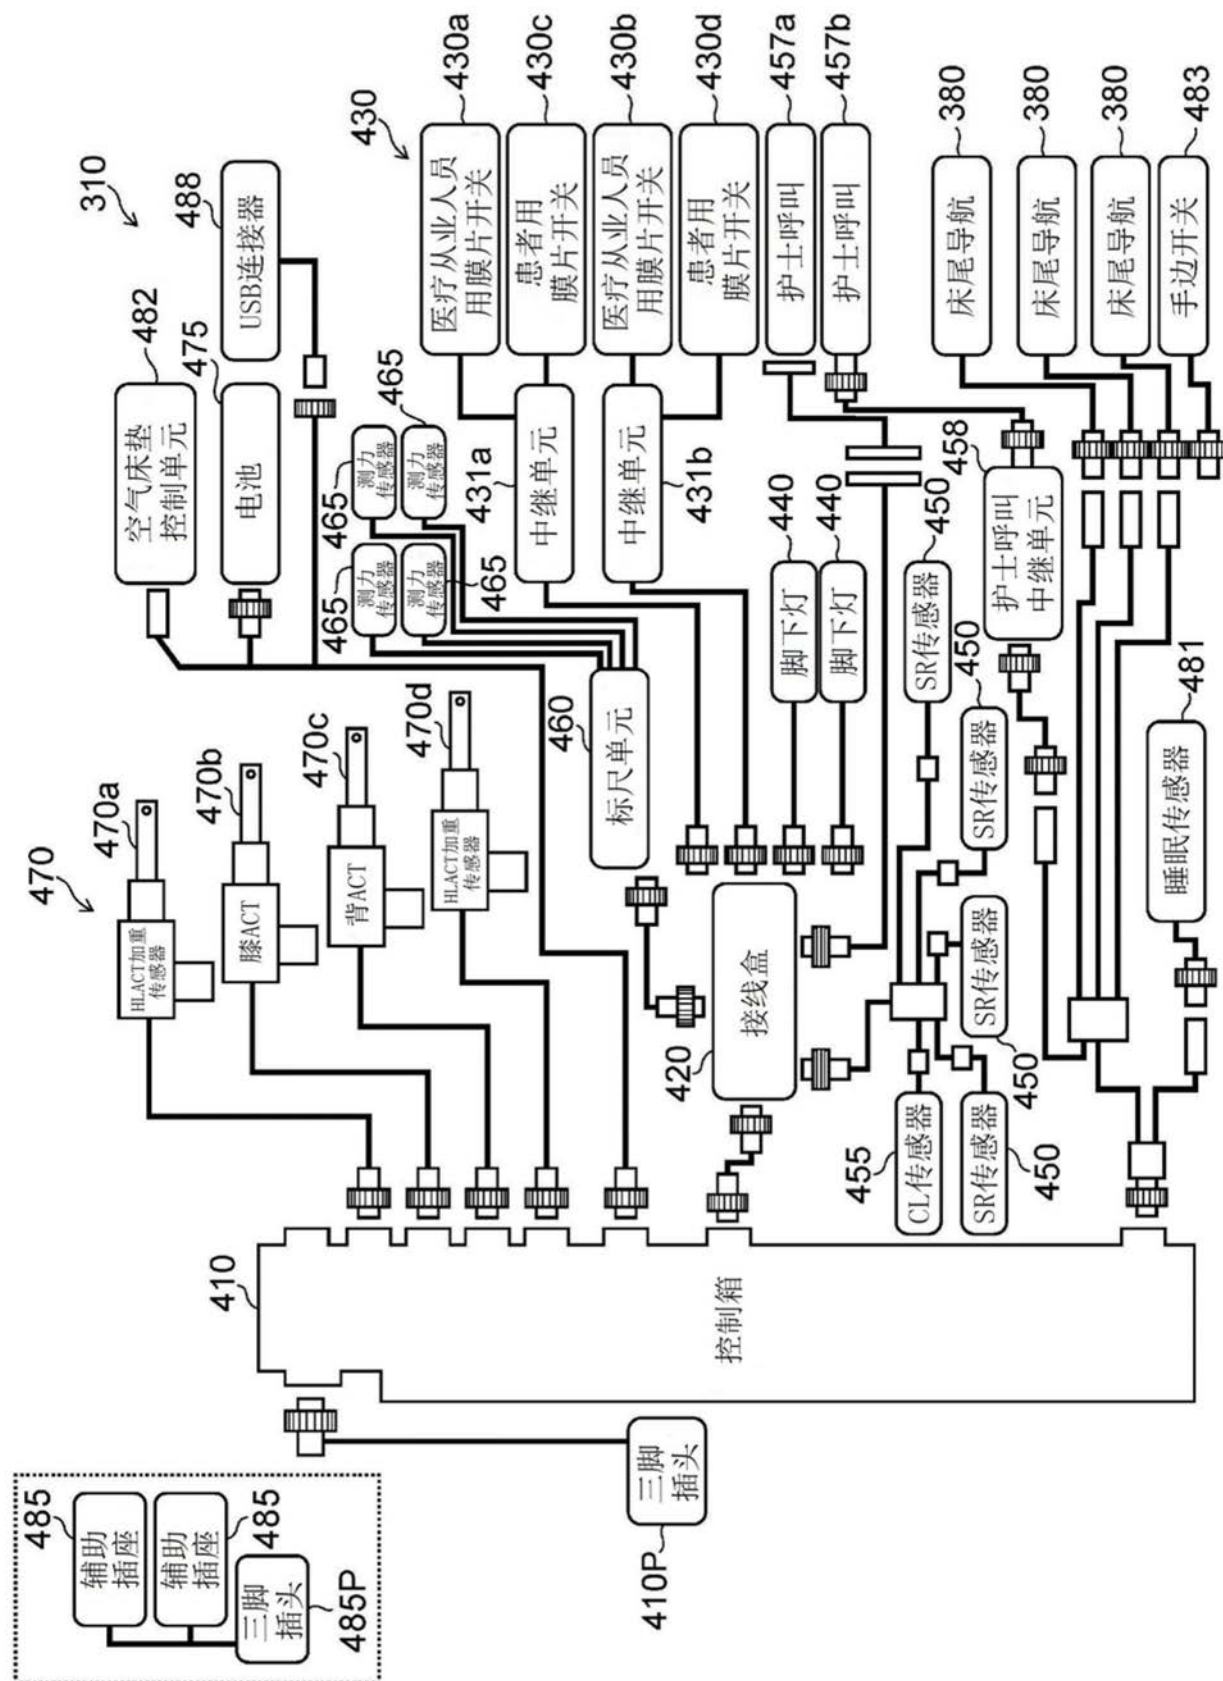 310
470
470a
HLACT加重
传感器
470b
膝ACT
470c
背ACT
470d
HLACT加重
传感器
482
空气床垫
控制单元
475
电池
488
USB连接器
465
测力
传感器
465
测力
传感器
465
测力
传感器
465
测力
传感器
460
标尺单元
430
430a
医疗从业人员
用膜片开关
430c
患者用
膜片开关
430b
医疗从业人员
用膜片开关
430d
患者用
膜片开关
431a
中继单元
431b
中继单元
457a
护士呼叫
457b
护士呼叫
440
脚下灯
440
脚下灯
420
接线盒
450
SR传感器
450
SR传感器
450
SR传感器
450
SR传感器
455
CL传感器
458
护士呼叫
中继单元
380
床尾导航
380
床尾导航
380
床尾导航
483
手边开关
481
睡眠传感器
410
控制箱
410P
三脚
插头
485
辅助
插座
485
辅助
插座
485P
三脚
插头